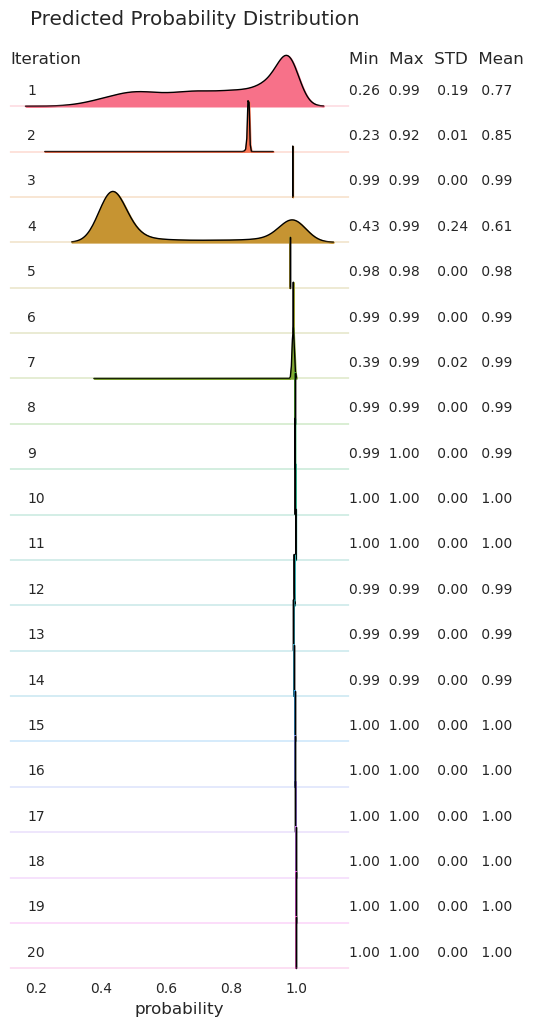 Predicted Probability Distribution
Iteration Min Max STD Mean
1 0.26 0.99 0.19 0.77
2 0.23 0.92 0.01 0.85
3 0.99 0.99 0.00 0.99
4 0.43 0.99 0.24 0.61
5 0.98 0.98 0.00 0.98
6 0.99 0.99 0.00 0.99
7 0.39 0.99 0.02 0.99
8 0.99 0.99 0.00 0.99
9 0.99 1.00 0.00 0.99
10 1.00 1.00 0.00 1.00
11 1.00 1.00 0.00 1.00
12 0.99 0.99 0.00 0.99
13 0.99 0.99 0.00 0.99
14 0.99 0.99 0.00 0.99
15 1.00 1.00 0.00 1.00
16 1.00 1.00 0.00 1.00
17 1.00 1.00 0.00 1.00
18 1.00 1.00 0.00 1.00
19 1.00 1.00 0.00 1.00
20 1.00 1.00 0.00 1.00
0.2 0.4 0.6 0.8 1.0
probability